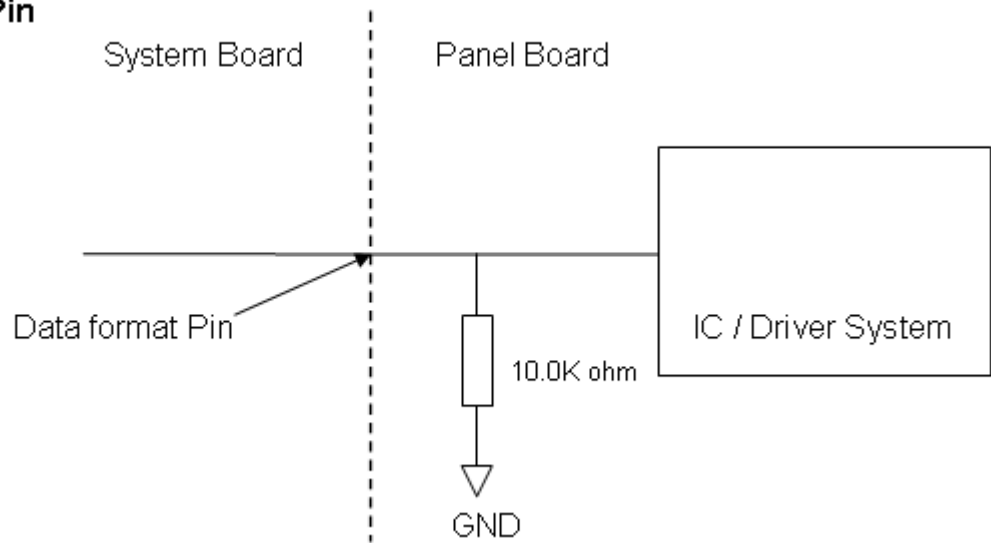 Pin
System Board
Panel Board
Data format Pin
10.0K ohm
IC / Driver System
GND